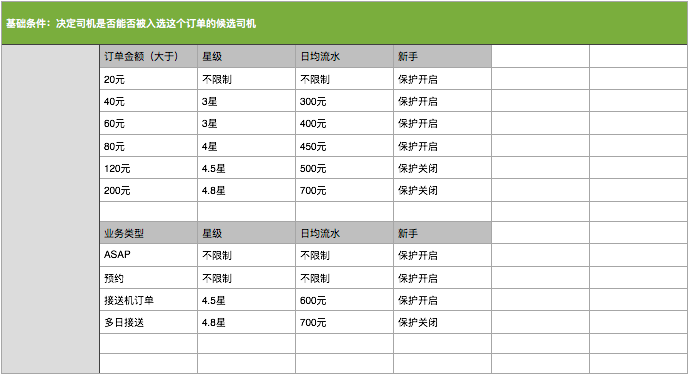 基础条件：决定司机是否能否被入选这个订单的候选司机
订单金额（大于） 星级 日均流水 新手
20元 不限制 不限制 保护开启
40元 3星 300元 保护开启
60元 3星 400元 保护开启
80元 4星 450元 保护开启
120元 4.5星 500元 保护关闭
200元 4.8星 700元 保护关闭
业务类型 星级 日均流水 新手
ASAP 不限制 不限制 保护开启
预约 不限制 不限制 保护开启
接送机订单 4.5星 600元 保护开启
多日接送 4.8星 700元 保护关闭